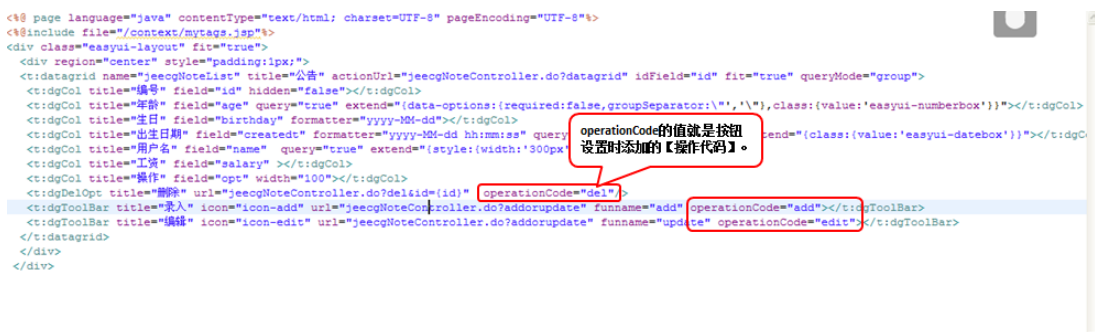 <%@ page language="java" contentType="text/html; charset=UTF-8" pageEncoding="UTF-8"%>
<%@include file="/context/mytags.jsp"%>
<div class="easyui-layout" fit="true">
<div region="center" style="padding:1px;">
<t:datagrid name="jeecgNoteList" title="公告" actionUrl="jeecgNoteController.do?datagrid" idField="id" fit="true" queryMode="group">
<t:dgCol title="编号" field="id" hidden="false"></t:dgCol>
<t:dgCol title="年龄" field="age" query="true" extend="{data-options:{required:false,groupSeparator:\"','\"},class:{value:'easyui-numberbox'}}"></t:dgCol>
<t:dgCol title="生日" field="birthday" formatter="yyyy-MM-dd"></t:dgCol>
<t:dgCol title="出生日期" field="createdt" formatter="yyyy-MM-dd hh:mm:ss" query end="{class:{value:'easyui-datebox'}}"></t:dgC
<t:dgCol title="用户名" field="name" query="true" extend="{style:{width:'300px'
<t:dgCol title="工资" field="salary" ></t:dgCol>
<t:dgCol title="操作" field="opt" width="100"></t:dgCol>
<t:dgDelOpt title="删除" url="jeecgNoteController.do?del&id={id}" operationCode="del"/>
<t:dgToolBar title="录入" icon="icon-add" url="jeecgNoteController.do?addorupdate" funname="add" operationCode="add"></t:dgToolBar>
<t:dgToolBar title="编辑" icon="icon-edit" url="jeecgNoteController.do?addorupdate" funname="update" operationCode="edit"></t:dgToolBar>
</t:datagrid>
</div>
</div>
operationCode的值就是按钮
设置时添加的【操作代码】。